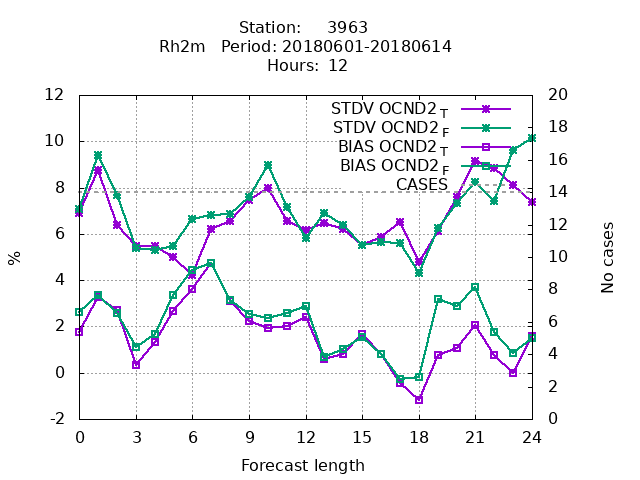 Station: 3963
Rh2m Period: 20180601-20180614
Hours: 12
12 20
STDV OCND2 T
18
STDV OCND2 F
10
BIAS OCND2 T
16
BIAS OCND2 F
CASES
8 14
12
6
% No cases
10
4
8
2
6
4
0
2
-2 0
0 3 6 9 12 15 18 21 24
Forecast length